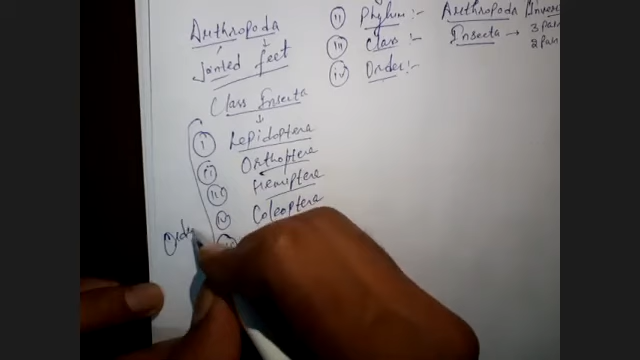 Arthropoda
Jointed feet
Class Insecta
i Lepidoptera
ii Orthoptera
iii Hemiptera
iv Coleoptera
Orde
ii Phylum:- Arthropoda
iii Class:- Insecta → 3 Pair
2 Pair
iv Order:-